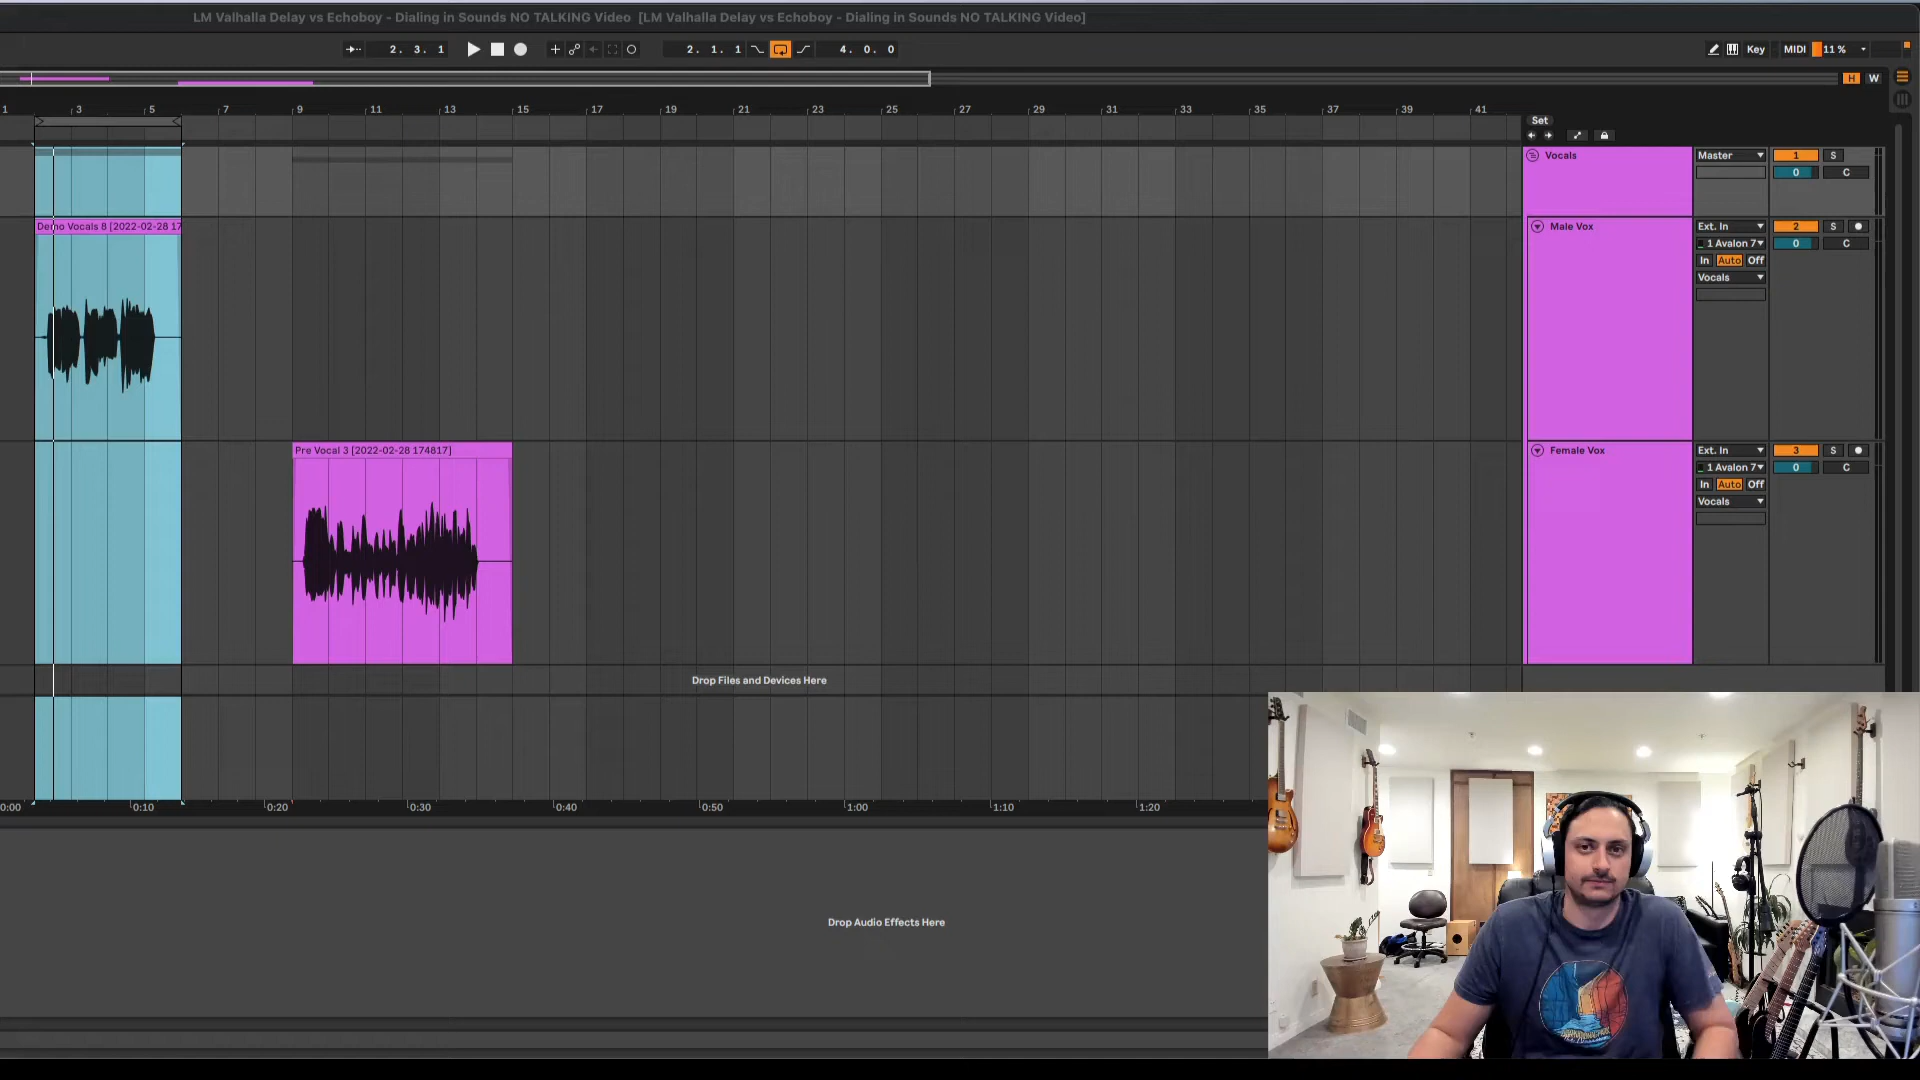 LM Valhalla Delay vs Echoboy - Dialing in Sounds NO TALKING Video [LM Valhalla Delay vs Echoboy - Dialing in Sounds NO TALKING Video]
2. 3. 1
2. 1. 1
4. 0. 0
Key
MIDI
11 %
H
W
1 3 5 7 9 11 13 15 17 19 21 23 25 27 29 31 33 35 37 39 41
Set
Vocals
Master
1
S
0
C
Demo Vocals 8 [2022-02-28 17
Male Vox
Ext. In
2
S
1 Avalon 7
0
C
In Auto Off
Vocals
Pre Vocal 3 [2022-02-28 174817]
Female Vox
Ext. In
3
S
1 Avalon 7
0
C
In Auto Off
Vocals
Drop Files and Devices Here
0:00 0:10 0:20 0:30 0:40 0:50 1:00 1:10 1:20
Drop Audio Effects Here